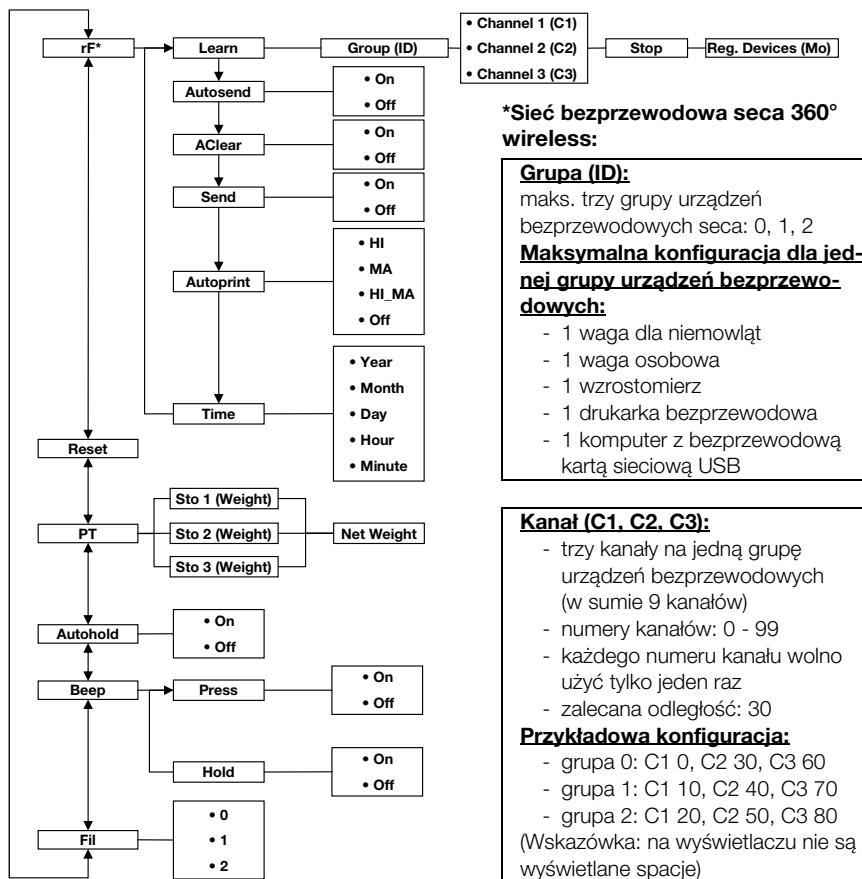 rF*
Learn
Group (ID)
• Channel 1 (C1)
• Channel 2 (C2)
• Channel 3 (C3)
Stop
Reg. Devices (Mo)
Autosend
• On
• Off
AClear
• On
• Off
Send
• On
• Off
Autoprint
• HI
• MA
• HI_MA
• Off
Time
• Year
• Month
• Day
• Hour
• Minute
Reset
PT
Sto 1 (Weight)
Sto 2 (Weight)
Sto 3 (Weight)
Net Weight
Autohold
• On
• Off
Beep
Press
• On
• Off
Hold
• On
• Off
Fil
• 0
• 1
• 2
*Sieć bezprzewodowa seca 360°
wireless:
Grupa (ID):
maks. trzy grupy urządzeń
bezprzewodowych seca: 0, 1, 2
Maksymalna konfiguracja dla jed-
nej grupy urządzeń bezprzewo-
dowych:
- 1 waga dla niemowląt
- 1 waga osobowa
- 1 wzrostomierz
- 1 drukarka bezprzewodowa
- 1 komputer z bezprzewodową
kartą sieciową USB
Kanał (C1, C2, C3):
- trzy kanały na jedną grupę
urządzeń bezprzewodowych
(w sumie 9 kanałów)
- numery kanałów: 0 - 99
- każdego numeru kanału wolno
użyć tylko jeden raz
- zalecana odległość: 30
Przykładowa konfiguracja:
- grupa 0: C1 0, C2 30, C3 60
- grupa 1: C1 10, C2 40, C3 70
- grupa 2: C1 20, C2 50, C3 80
(Wskazówka: na wyświetlaczu nie są
wyświetlane spacje)